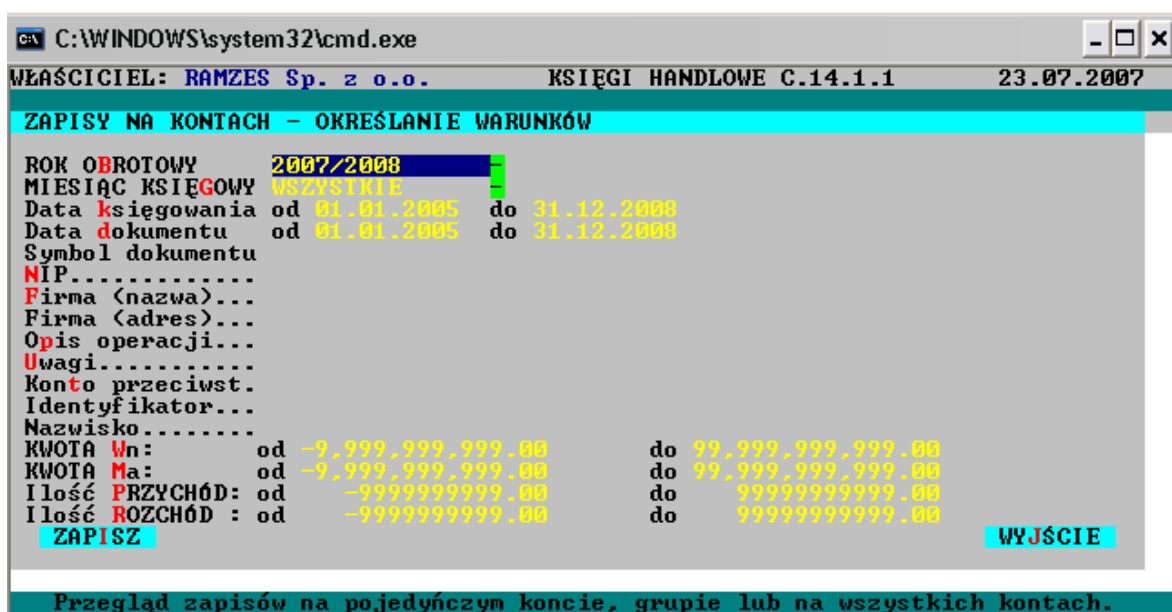 C:\WINDOWS\system32\cmd.exe
WŁAŚCICIEL: RAMZES Sp. z o.o. KSIĘGI HANDLOWE C.14.1.1 23.07.2007
ZAPISY NA KONTACH - OKREŚLANIE WARUNKÓW
ROK OBROTOWY 2007/2008
MIESIĄC KSIĘGOWY WSZYSTKIE
Data księgowania od 01.01.2005 do 31.12.2008
Data dokumentu od 01.01.2005 do 31.12.2008
Symbol dokumentu
NIP.............
Firma (nazwa)...
Firma (adres)...
Opis operacji...
Uwagi...........
Konto przeciwst.
Identyfikator...
Nazwisko........
KWOTA Wn: od -9,999,999,999.00 do 99,999,999,999.00
KWOTA Ma: od -9,999,999,999.00 do 99,999,999,999.00
Ilość PRZYCHÓD: od -9999999999.00 do 99999999999.00
Ilość ROZCHÓD : od -9999999999.00 do 99999999999.00
ZAPISZ WYJŚCIE
Przegląd zapisów na pojedyńczym koncie, grupie lub na wszystkich kontach.